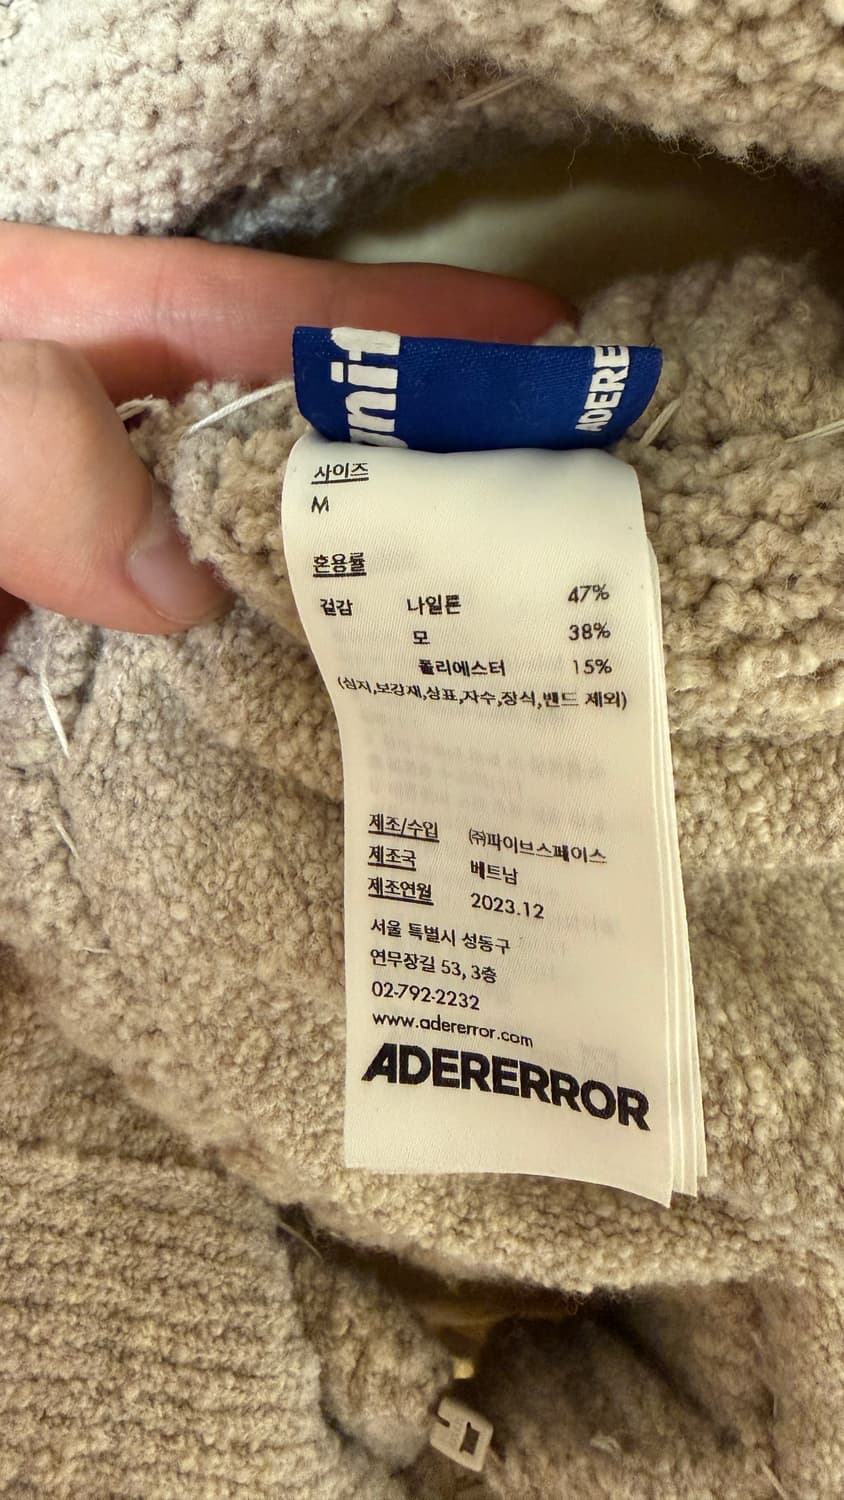 ADERE
사이즈
M
혼용률
겉감 나일론 47%
모 38%
폴리에스터 15%
(심지,보강재,상표,자수,장식,밴드 제외)
제조/수입 ㈜파이브스페이스
제조국 베트남
제조연월 2023.12
서울 특별시 성동구
연무장길 53, 3층
02-792-2232
www.adererror.com
ADERERROR